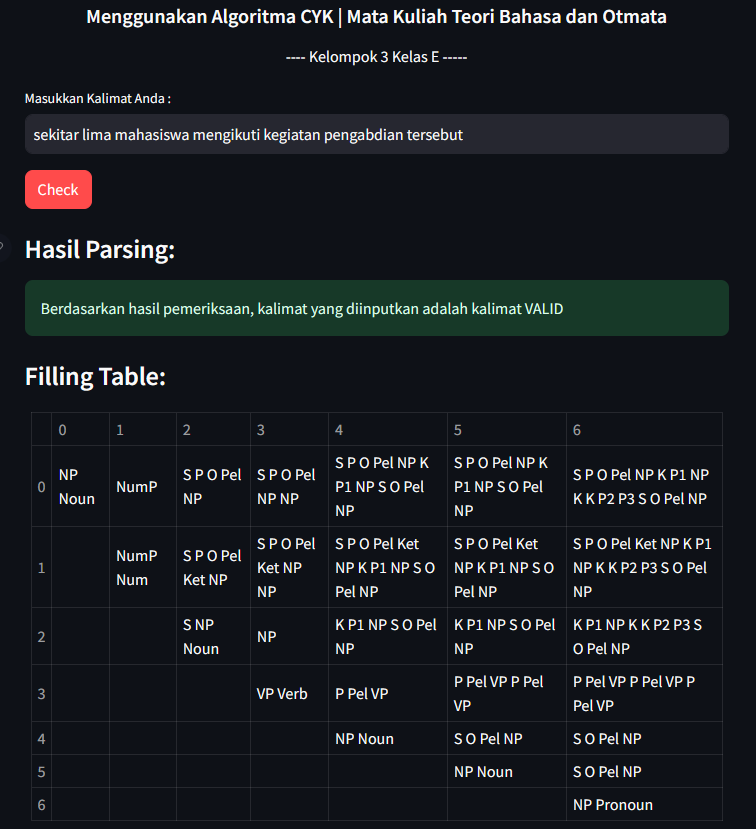 Menggunakan Algoritma CYK | Mata Kuliah Teori Bahasa dan Otmata
---- Kelompok 3 Kelas E -----
Masukkan Kalimat Anda :
sekitar lima mahasiswa mengikuti kegiatan pengabdian tersebut
Check
Hasil Parsing:
Berdasarkan hasil pemeriksaan, kalimat yang diinputkan adalah kalimat VALID
Filling Table:
0 1 2 3 4 5 6
0 NP Noun NumP S P O Pel NP S P O Pel NP NP S P O Pel NP K P1 NP S O Pel NP S P O Pel NP K P1 NP S O Pel NP S P O Pel NP K P1 NP K K P2 P3 S O Pel NP
1 NumP Num S P O Pel Ket NP S P O Pel Ket NP NP S P O Pel Ket NP K P1 NP S O Pel NP S P O Pel Ket NP K P1 NP S O Pel NP S P O Pel Ket NP K P1 NP K K P2 P3 S O Pel NP
2 S NP Noun NP K P1 NP S O Pel NP K P1 NP S O Pel NP K P1 NP K K P2 P3 S O Pel NP
3 VP Verb P Pel VP P Pel VP P Pel VP P Pel VP P Pel VP P Pel VP
4 NP Noun S O Pel NP S O Pel NP
5 NP Noun S O Pel NP
6 NP Pronoun